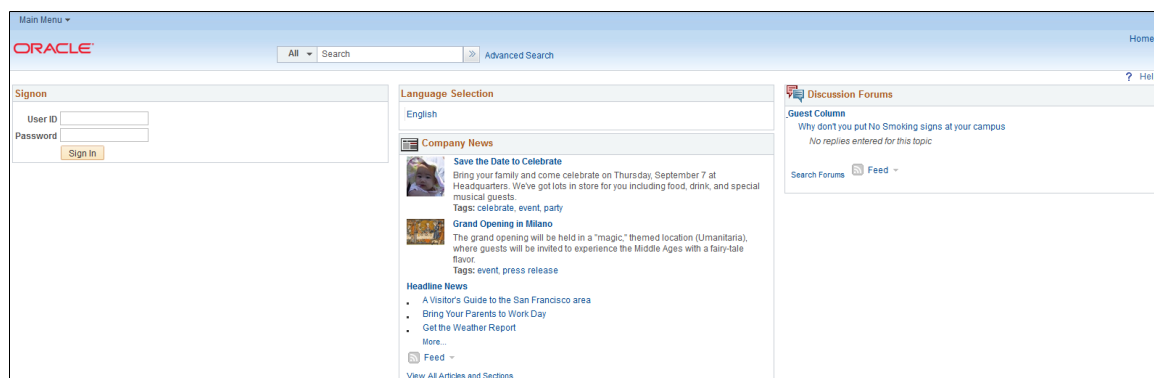 Main Menu
ORACLE
All
Search
Advanced Search
Home
? Hel
Signon
User ID
Password
Sign In
Language Selection
English
Company News
Save the Date to Celebrate
Bring your family and come celebrate on Thursday, September 7 at
Headquarters. We've got lots in store for you including food, drink, and special
musical guests.
Tags: celebrate, event, party
Grand Opening in Milano
The grand opening will be held in a "magic," themed location (Umanitaria),
where guests will be invited to experience the Middle Ages with a fairy-tale
flavor.
Tags: event, press release
Headline News
A Visitor's Guide to the San Francisco area
Bring Your Parents to Work Day
Get the Weather Report
More...
Feed
View All Articles and Sections
Discussion Forums
Guest Column
Why don't you put No Smoking signs at your campus
No replies entered for this topic
Search Forums
Feed